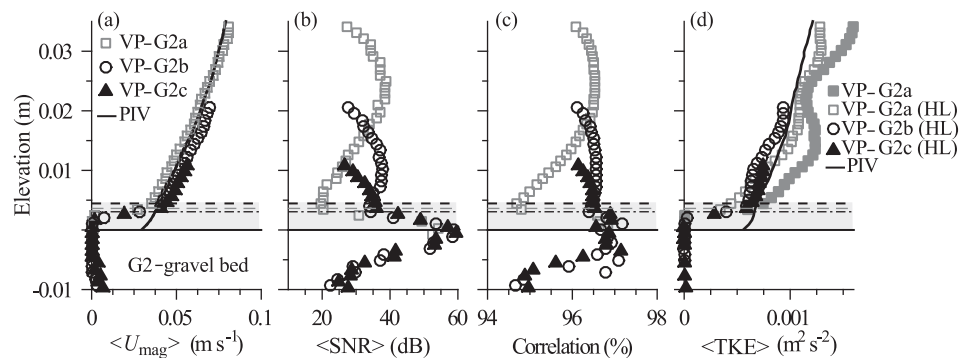 (a)
(b)
(c)
(d)
VP-G2a
VP-G2b
VP-G2c
PIV
VP-G2a
VP-G2a (HL)
VP-G2b (HL)
VP-G2c (HL)
PIV
Elevation (m)
0.03
0.02
0.01
0
-0.01
G2-gravel bed
0 0.05 0.1
20 40 60
94 96 98
0 0.001
<Umag> (m s-1)
<SNR> (dB)
Correlation (%)
<TKE> (m2 s-2)